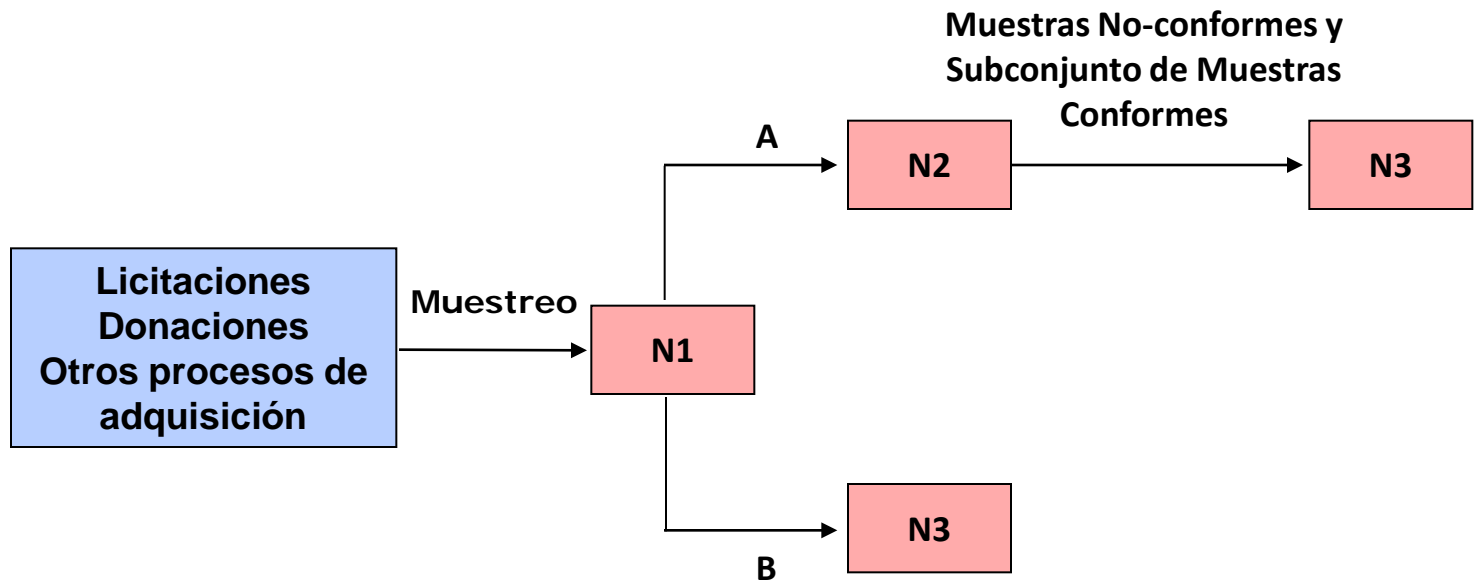 Muestras No-conformes y
Subconjunto de Muestras
Conformes
A
N2
N3
Licitaciones
Donaciones
Otros procesos de
adquisición
Muestreo
N1
N3
B